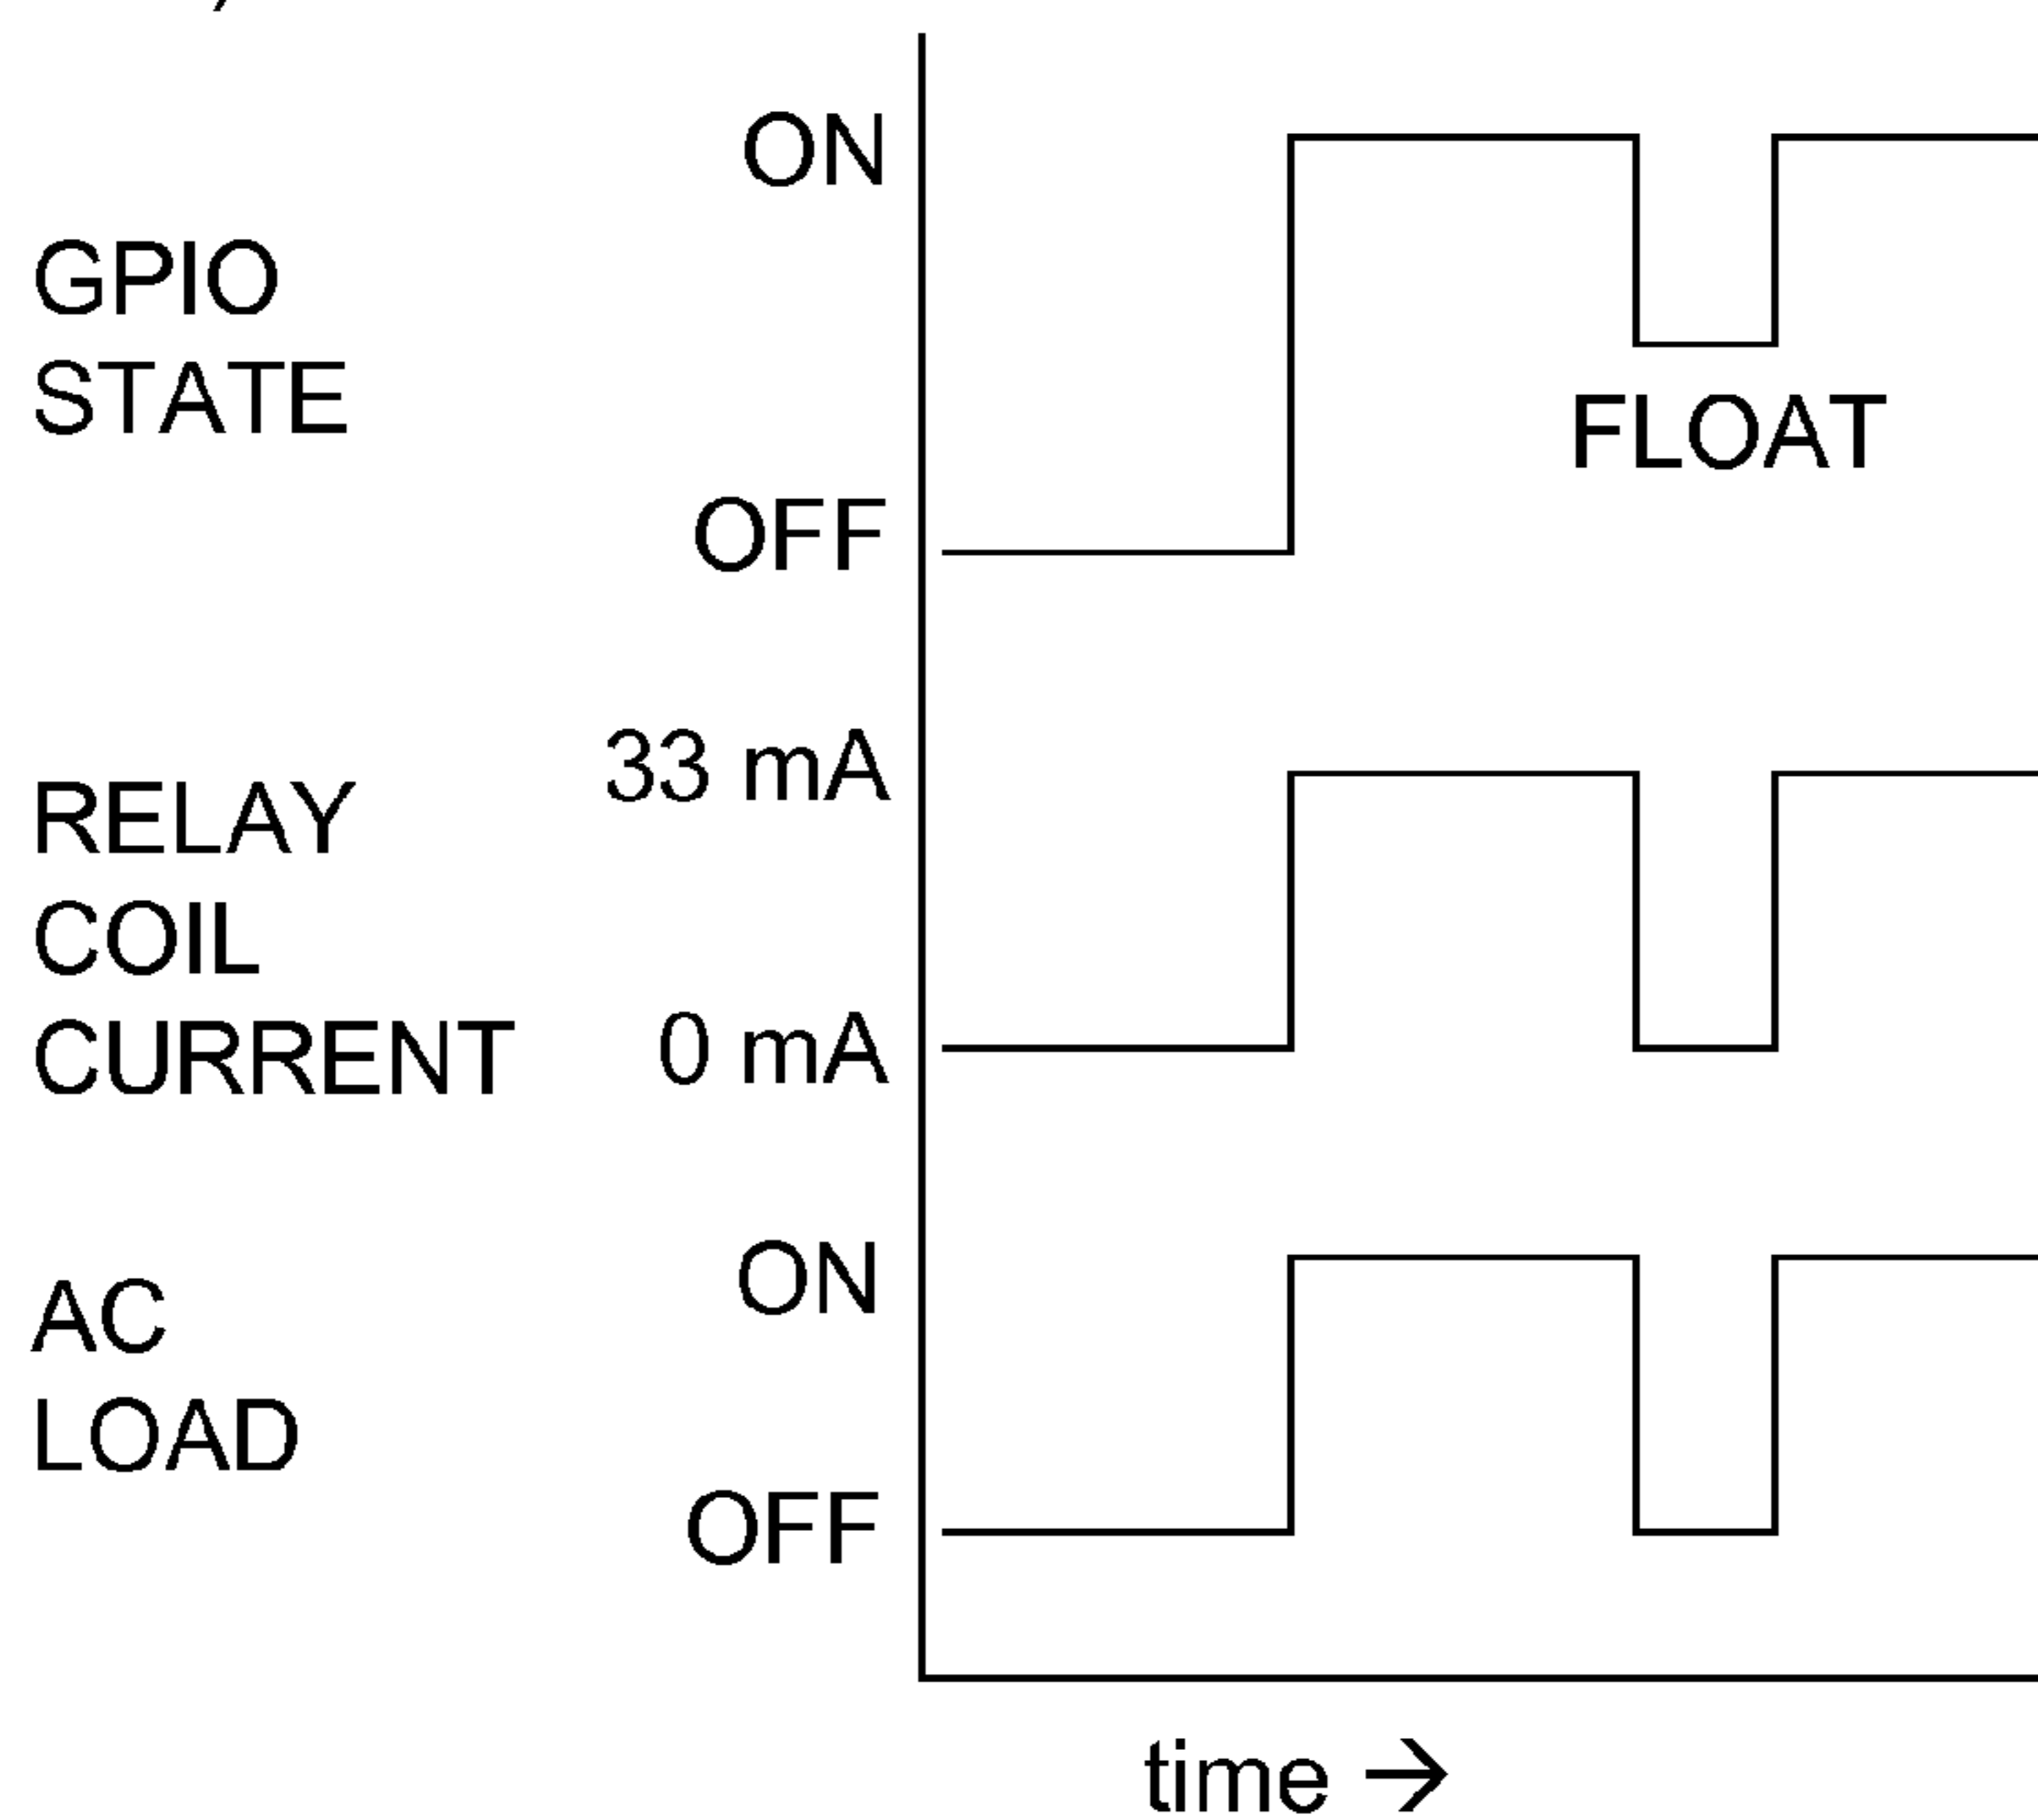 ON
GPIO
STATE
FLOAT
OFF
33 mA
RELAY
COIL
CURRENT
0 mA
ON
AC
LOAD
OFF
time →